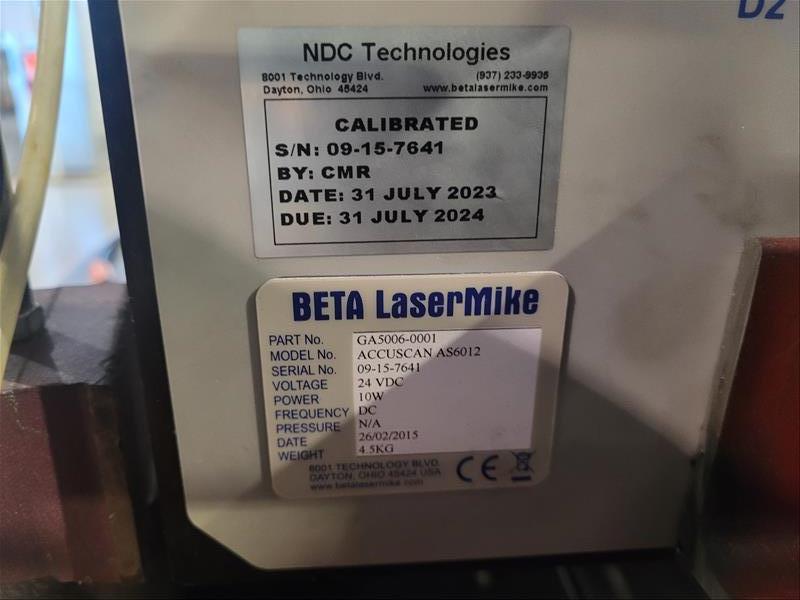 D2
NDC Technologies
8001 Technology Blvd. (937) 233-9935
Dayton, Ohio 45424 www.betalasermike.com
CALIBRATED
S/N: 09-15-7641
BY: CMR
DATE: 31 JULY 2023
DUE: 31 JULY 2024
BETA LaserMike
PART No. GA5006-0001
MODEL No. ACCUSCAN AS6012
SERIAL No. 09-15-7641
VOLTAGE 24 VDC
POWER 10W
FREQUENCY DC
PRESSURE N/A
DATE 26/02/2015
WEIGHT 4.5KG
8001 TECHNOLOGY BLVD.
DAYTON, OHIO 45424 USA
www.betalasermike.com
CE